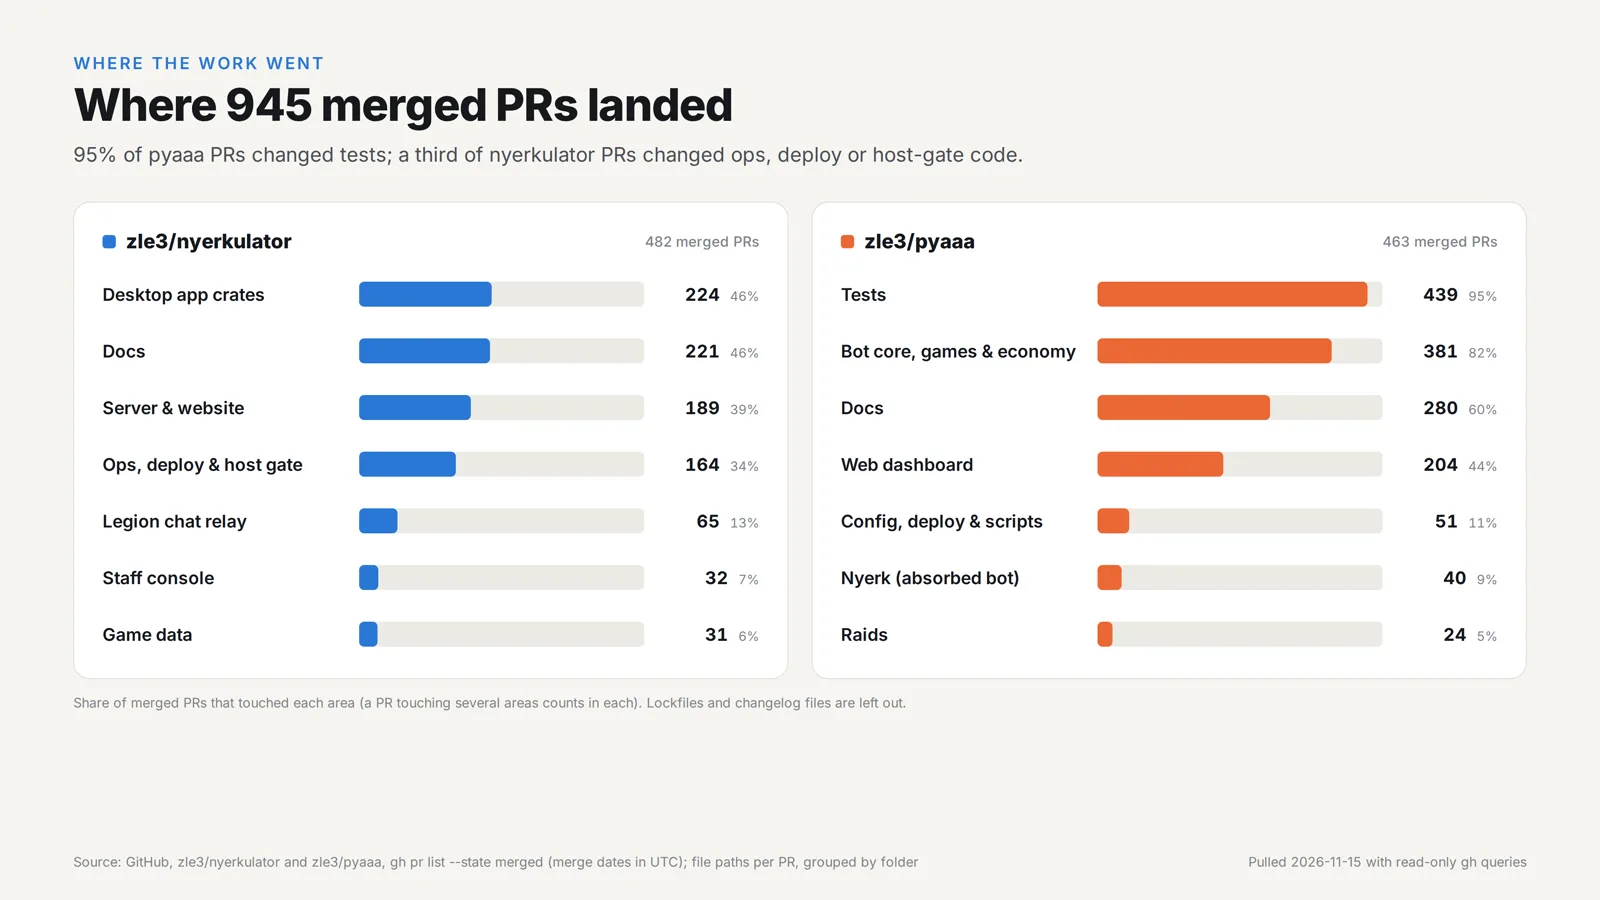 WHERE THE WORK WENT
Where 945 merged PRs landed
95% of pyaaa PRs changed tests; a third of nyerkulator PRs changed ops, deploy or host-gate code.
zle3/nyerkulator 482 merged PRs
Desktop app crates 224 46%
Docs 221 46%
Server & website 189 39%
Ops, deploy & host gate 164 34%
Legion chat relay 65 13%
Staff console 32 7%
Game data 31 6%
zle3/pyaaa 463 merged PRs
Tests 439 95%
Bot core, games & economy 381 82%
Docs 280 60%
Web dashboard 204 44%
Config, deploy & scripts 51 11%
Nyerk (absorbed bot) 40 9%
Raids 24 5%
Share of merged PRs that touched each area (a PR touching several areas counts in each). Lockfiles and changelog files are left out.
Source: GitHub, zle3/nyerkulator and zle3/pyaaa, gh pr list --state merged (merge dates in UTC); file paths per PR, grouped by folder
Pulled 2026-11-15 with read-only gh queries